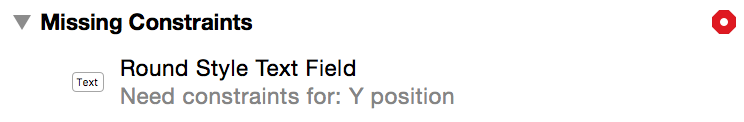 Missing Constraints
Text
Round Style Text Field
Need constraints for: Y position